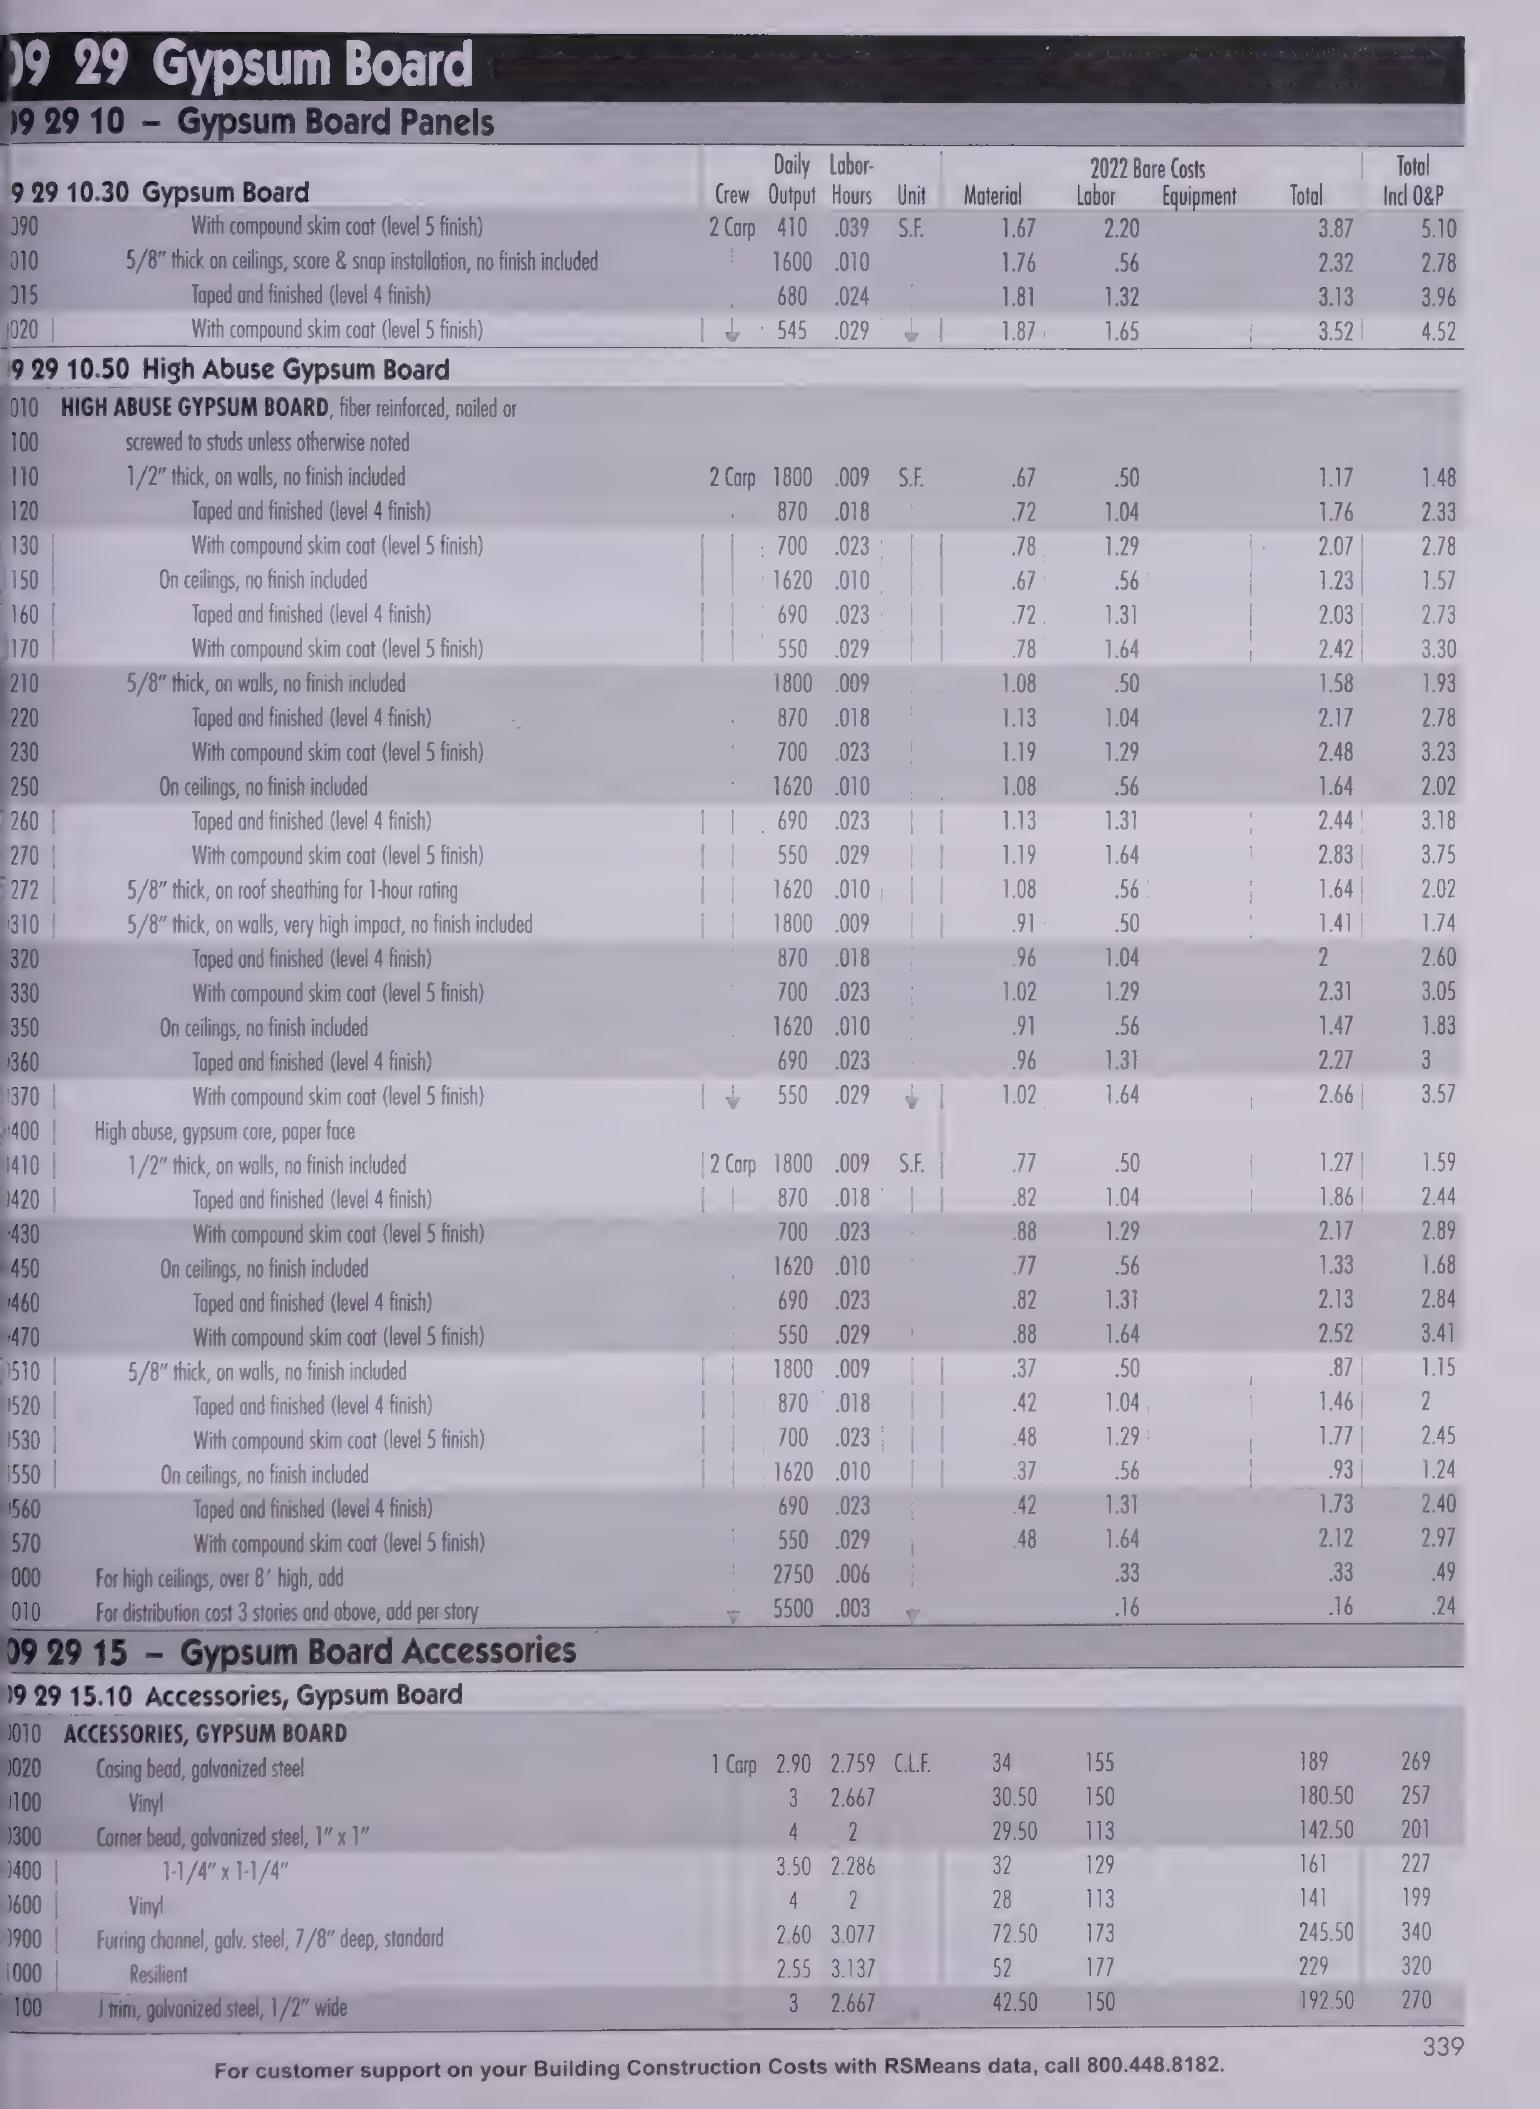 09 29 Gypsum Board
09 29 10 – Gypsum Board Panels
9 29 10.30 Gypsum Board Crew Daily Output Labor-Hours Unit Material 2022 Bare Costs Labor Equipment Total Total Incl O&P
090 With compound skim coat (level 5 finish) 2 Carp 410 .039 S.F. 1.67 2.20 3.87 5.10
010 5/8" thick on ceilings, score & snap installation, no finish included 1600 .010 1.76 .56 2.32 2.78
015 Taped and finished (level 4 finish) 680 .024 1.81 1.32 3.13 3.96
020 With compound skim coat (level 5 finish) 545 .029 1.87 1.65 3.52 4.52
9 29 10.50 High Abuse Gypsum Board
010 HIGH ABUSE GYPSUM BOARD, fiber reinforced, nailed or
100 screwed to studs unless otherwise noted
110 1/2" thick, on walls, no finish included 2 Carp 1800 .009 S.F. .67 .50 1.17 1.48
120 Taped and finished (level 4 finish) 870 .018 .72 1.04 1.76 2.33
130 With compound skim coat (level 5 finish) 700 .023 .78 1.29 2.07 2.78
150 On ceilings, no finish included 1620 .010 .67 .56 1.23 1.57
160 Taped and finished (level 4 finish) 690 .023 .72 1.31 2.03 2.73
170 With compound skim coat (level 5 finish) 550 .029 .78 1.64 2.42 3.30
210 5/8" thick, on walls, no finish included 1800 .009 1.08 .50 1.58 1.93
220 Taped and finished (level 4 finish) 870 .018 1.13 1.04 2.17 2.78
230 With compound skim coat (level 5 finish) 700 .023 1.19 1.29 2.48 3.23
250 On ceilings, no finish included 1620 .010 1.08 .56 1.64 2.02
260 Taped and finished (level 4 finish) 690 .023 1.13 1.31 2.44 3.18
270 With compound skim coat (level 5 finish) 550 .029 1.19 1.64 2.83 3.75
272 5/8" thick, on roof sheathing for 1-hour rating 1620 .010 1.08 .56 1.64 2.02
310 5/8" thick, on walls, very high impact, no finish included 1800 .009 .91 .50 1.41 1.74
320 Taped and finished (level 4 finish) 870 .018 .96 1.04 2 2.60
330 With compound skim coat (level 5 finish) 700 .023 1.02 1.29 2.31 3.05
350 On ceilings, no finish included 1620 .010 .91 .56 1.47 1.83
360 Taped and finished (level 4 finish) 690 .023 .96 1.31 2.27 3
370 With compound skim coat (level 5 finish) 550 .029 1.02 1.64 2.66 3.57
400 High abuse, gypsum core, paper face
410 1/2" thick, on walls, no finish included 2 Carp 1800 .009 S.F. .77 .50 1.27 1.59
420 Taped and finished (level 4 finish) 870 .018 .82 1.04 1.86 2.44
430 With compound skim coat (level 5 finish) 700 .023 .88 1.29 2.17 2.89
450 On ceilings, no finish included 1620 .010 .77 .56 1.33 1.68
460 Taped and finished (level 4 finish) 690 .023 .82 1.31 2.13 2.84
470 With compound skim coat (level 5 finish) 550 .029 .88 1.64 2.52 3.41
510 5/8" thick, on walls, no finish included 1800 .009 .37 .50 .87 1.15
520 Taped and finished (level 4 finish) 870 .018 .42 1.04 1.46 2
530 With compound skim coat (level 5 finish) 700 .023 .48 1.29 1.77 2.45
550 On ceilings, no finish included 1620 .010 .37 .56 .93 1.24
560 Taped and finished (level 4 finish) 690 .023 .42 1.31 1.73 2.40
570 With compound skim coat (level 5 finish) 550 .029 .48 1.64 2.12 2.97
000 For high ceilings, over 8' high, add 2750 .006 .33 .33 .49
010 For distribution cost 3 stories and above, add per story 5500 .003 .16 .16 .24
09 29 15 – Gypsum Board Accessories
09 29 15.10 Accessories, Gypsum Board
0010 ACCESSORIES, GYPSUM BOARD
0020 Casing bead, galvanized steel 1 Carp 2.90 2.759 C.L.F. 34 155 189 269
100 Vinyl 3 2.667 30.50 150 180.50 257
0300 Corner bead, galvanized steel, 1" x 1" 4 2 29.50 113 142.50 201
0400 1-1/4" x 1-1/4" 3.50 2.286 32 129 161 227
0600 Vinyl 4 2 28 113 141 199
0900 Furring channel, galv. steel, 7/8" deep, standard 2.60 3.077 72.50 173 245.50 340
000 Resilient 2.55 3.137 52 177 229 320
100 J trim, galvanized steel, 1/2" wide 3 2.667 42.50 150 192.50 270
339
For customer support on your Building Construction Costs with RSMeans data, call 800.448.8182.